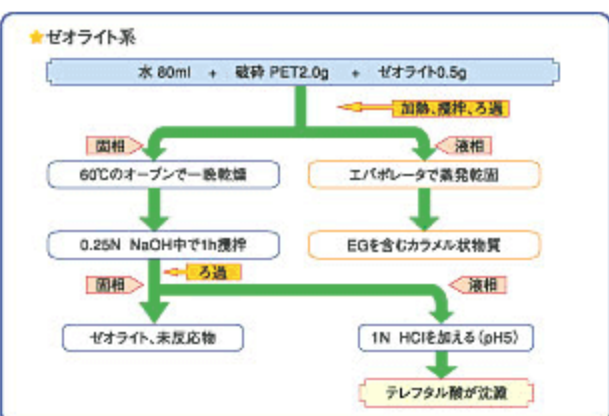 ★ゼオライト系
水 80ml + 破砕 PET2.0g + ゼオライト0.5g
加熱、攪拌、ろ過
固相
液相
60℃のオーブンで一晩乾燥
エバポレータで蒸発乾固
0.25N NaOH中で1h攪拌
EGを含むカラメル状物質
ろ過
固相
液相
ゼオライト、未反応物
1N HClを加える(pH5)
テレフタル酸が沈澱